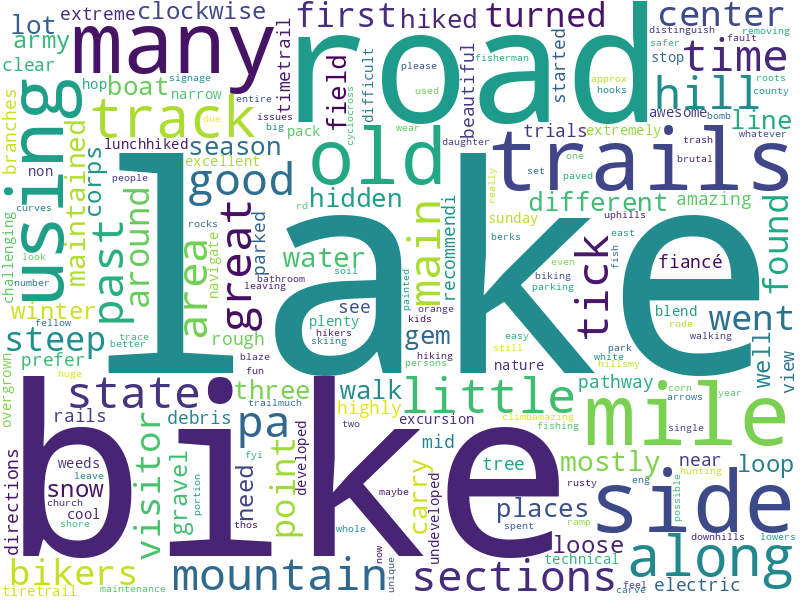 lot
extreme
clockwise
many
road
first
hiked
turned
center
distinguish
removing
safer
fault
army
clear
hop
boat
signage
narrow
entire
issues
big
timetrail
field
difficult
please
used
fisherman
beautiful
started
approx
hooks
stop
time
hill
roots
county
bomb
awesome
whatever
branches
using
track
due
cyclocross
pack
wear
daughter
trials
extremely
line
trash
brutal
lunchhiked
season
old
trails
non
people
excellent
corps
good
hidden
set
one
paved
different
amazing
maintained
curves
rocks
around
past
challenging
look
number
area
navigate
great
parked
lake
water
main
recommendi
really
sunday
uphills
berks
east
fish
tick
fiancé
found
bathroom
leaving
soil
painted
even
biking
parking
winter
fellow
see
orange
kids
gem
plenty
hikers
skiing
blend
rode
walking
went
steep
trace
better
rough
blaze
fun
hiking
persons
nature
easy
still
park
white
hillsmy
prefer
overgrown
huge
bike
state
three
walk
little
pathway
corn
arrows
year
well
view
rails
debris
trailmuch
highly
excursion
climbamazing
fishing
single
mile
pa
two
mid
directions
weeds
leave
snow
church
cool
shore
visitor
gravel
portion
need
fyi
point
developed
carry
undeveloped
tree
mostly
near
hunting
loop
rusty
eng
possible
places
spent
ramp
side
thos
whole
maybe
loose
technical
downhills
lowers
along
bikers
tiretrail
maintenance
mountain
now
unique
sections
feel
carve
electric
rd